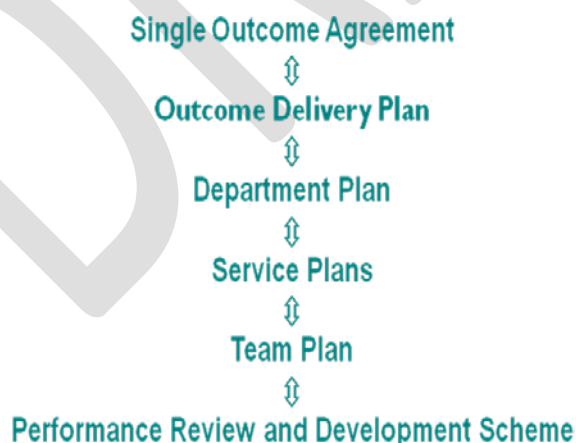 Single Outcome Agreement
⇕
Outcome Delivery Plan
⇕
Department Plan
⇕
Service Plans
⇕
Team Plan
⇕
Performance Review and Development Scheme